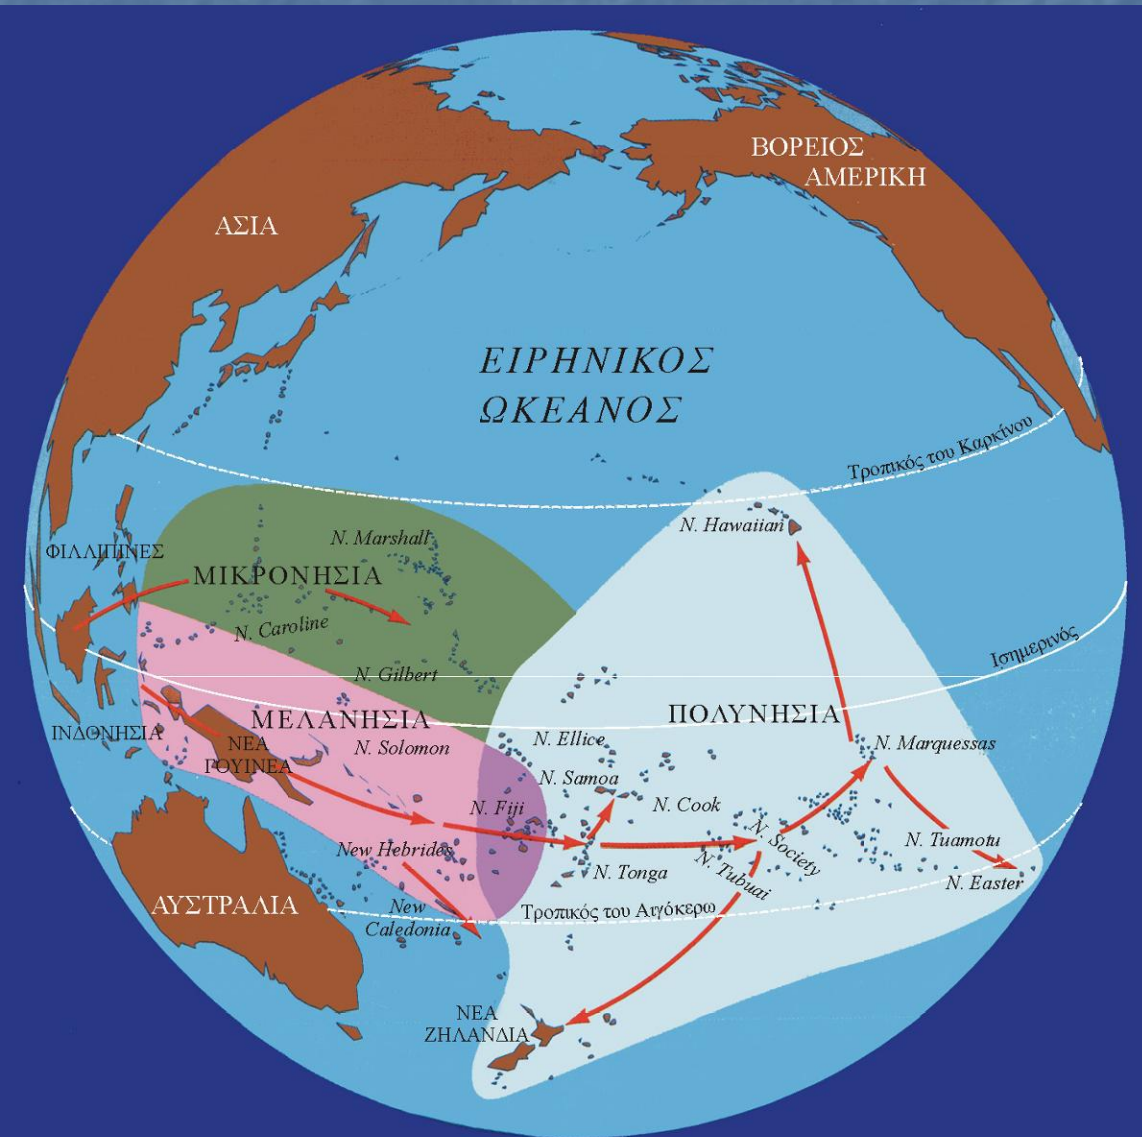 ΒΟΡΕΙΟΣ
ΑΜΕΡΙΚΗ
ΑΣΙΑ
ΕΙΡΗΝΙΚΟΣ
ΩΚΕΑΝΟΣ
Τροπικός του Καρκίνου
N. Hawaiian
N. Marshall
ΦΙΛΛΙΠΙΝΕΣ
ΜΙΚΡΟΝΗΣΙΑ
N. Caroline
Ισημερινός
N. Gilbert
ΜΕΛΑΝΗΣΙΑ
ΠΟΛΥΝΗΣΙΑ
ΙΝΔΟΝΗΣΙΑ
ΝΕΑ
ΓΟΥΙΝΕΑ
N. Solomon
N. Ellice
N. Marquessas
N. Samoa
N. Fiji
N. Cook
N. Society
N. Tuamotu
New Hebrides
N. Tonga
N. Tubuai
N. Easter
ΑΥΣΤΡΑΛΙΑ
New
Caledonia
Τροπικός του Αιγόκερω
ΝΕΑ
ΖΗΛΑΝΔΙΑ